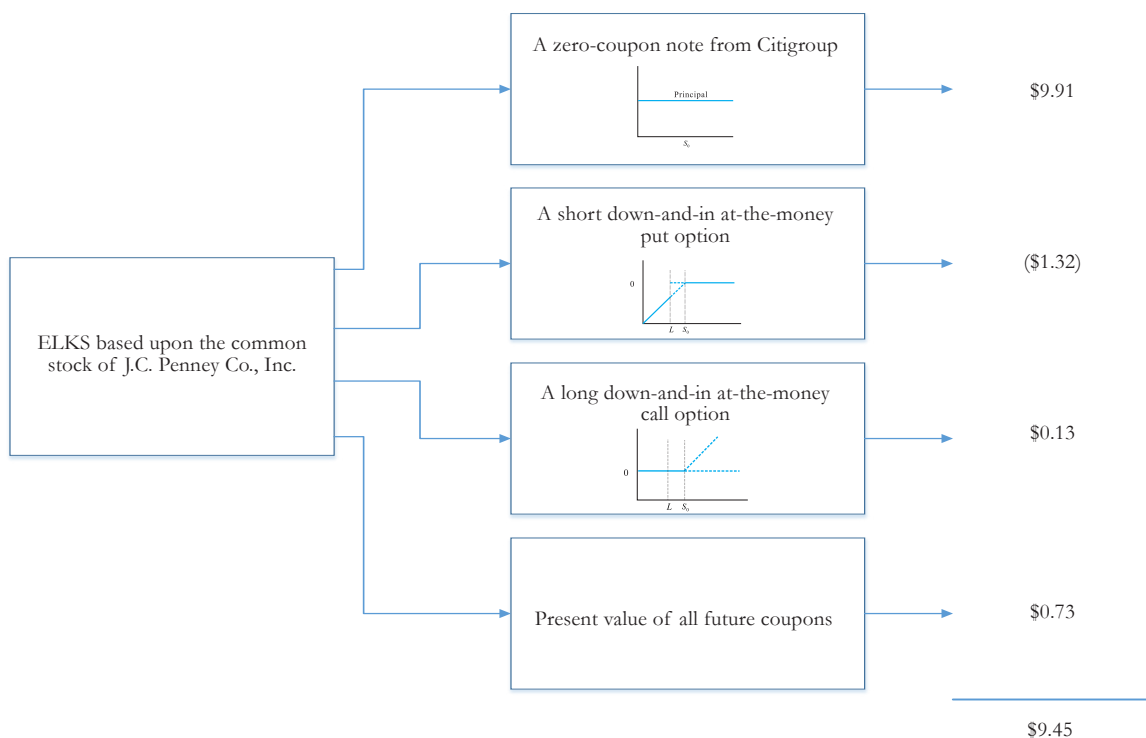 A zero-coupon note from Citigroup
Principal
S₀
$9.91
A short down-and-in at-the-money
put option
0
L S₀
($1.32)
ELKS based upon the common
stock of J.C. Penney Co., Inc.
A long down-and-in at-the-money
call option
0
L S₀
$0.13
Present value of all future coupons
$0.73
$9.45